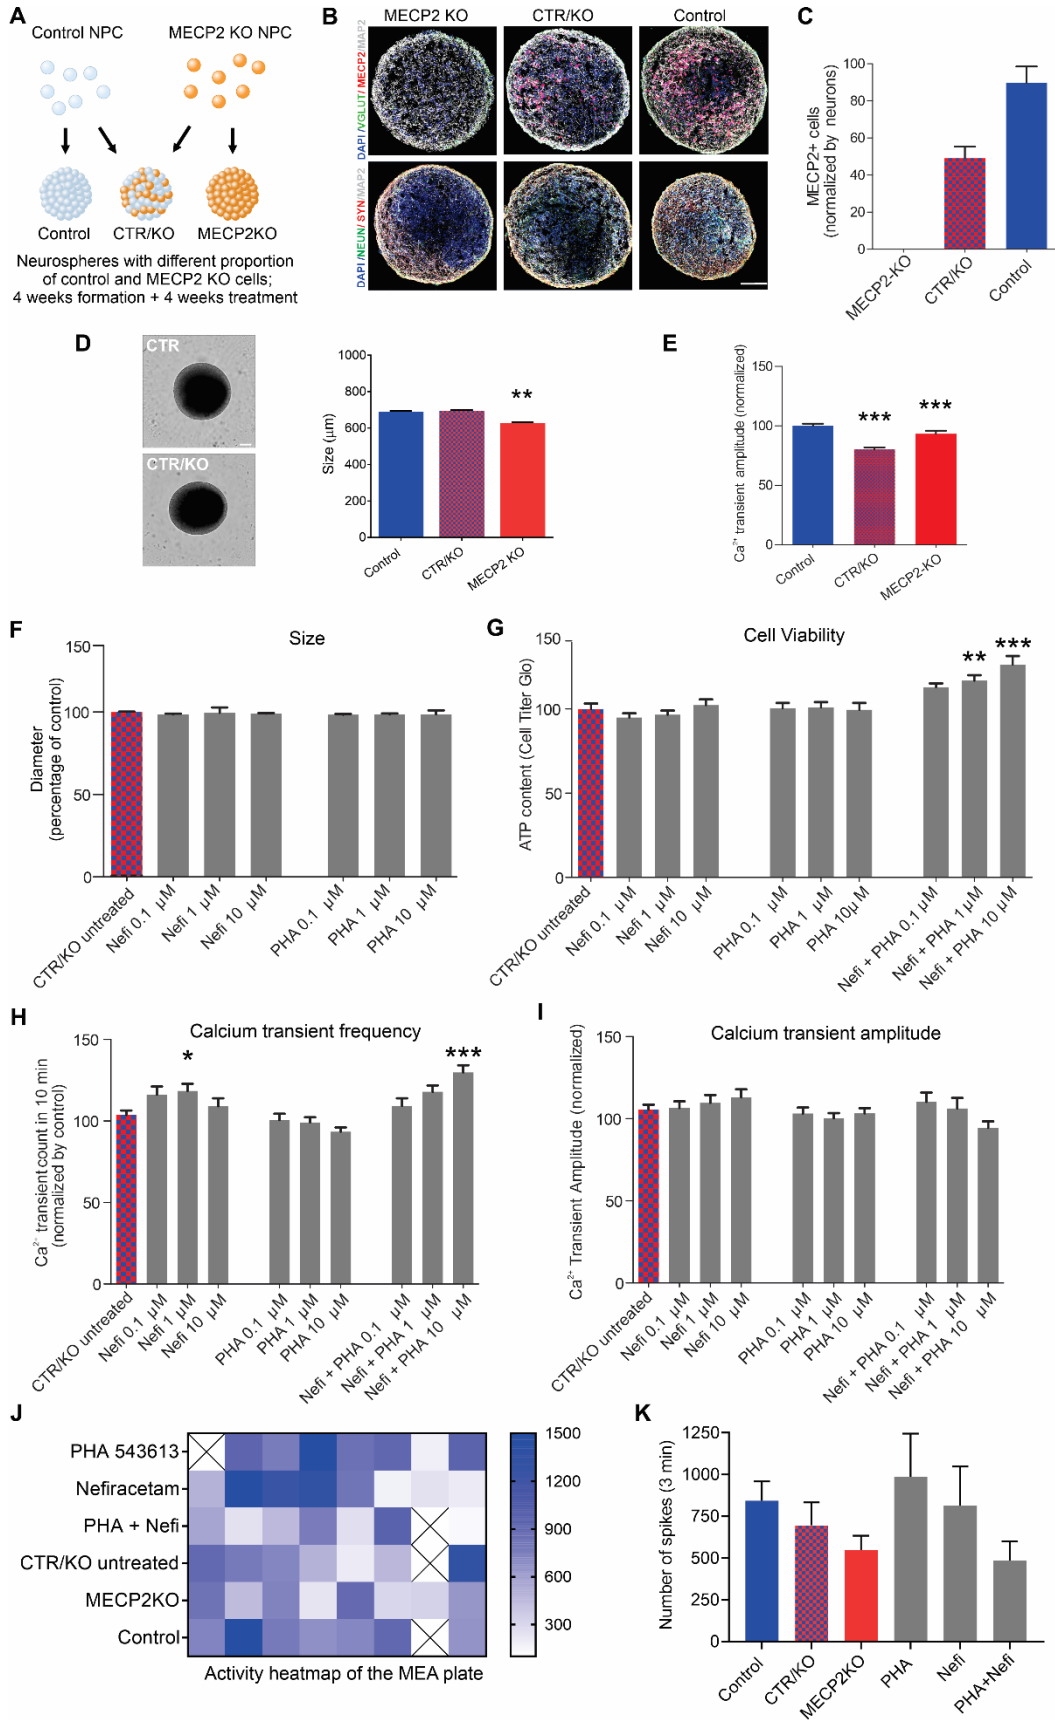 A
Control NPC
MECP2 KO NPC
Control
CTR/KO
MECP2KO
Neurospheres with different proportion
of control and MECP2 KO cells;
4 weeks formation + 4 weeks treatment
B
MECP2 KO
CTR/KO
Control
DAPI/VGLUT/MECP2/MAP2
DAPI/NEUN/SYN/MAP2
C
MECP2+ cells
(normalized by neurons)
100
80
60
40
20
0
MECP2-KO
CTR/KO
Control
D
CTR
CTR/KO
Size (µm)
1000
800
600
400
200
0
**
Control
CTR/KO
MECP2 KO
E
Ca²⁺ transient amplitude (normalized)
150
100
50
0
***
***
Control
CTR/KO
MECP2-KO
F
Size
Diameter
(percentage of control)
150
100
50
0
CTR/KO untreated
Nefi 0.1 µM
Nefi 1 µM
Nefi 10 µM
PHA 0.1 µM
PHA 1 µM
PHA 10 µM
G
Cell Viability
ATP content (Cell Titer Glo)
150
100
50
0
**
***
CTR/KO untreated
Nefi 0.1 µM
Nefi 1 µM
Nefi 10 µM
PHA 0.1 µM
PHA 1 µM
PHA 10µM
Nefi + PHA 0.1 µM
Nefi + PHA 1µM
Nefi + PHA 10 µM
H
Calcium transient frequency
Ca²⁺ transient count in 10 min
(normalized by control)
150
100
50
0
*
***
CTR/KO untreated
Nefi 0.1 µM
Nefi 1 µM
Nefi 10 µM
PHA 0.1 µM
PHA 1 µM
PHA 10 µM
Nefi + PHA 0.1 µM
Nefi + PHA 1 µM
Nefi + PHA 10 µM
I
Calcium transient amplitude
Ca²⁺ Transient Amplitude (normalized)
150
100
50
0
CTR/KO untreated
Nefi 0.1 µM
Nefi 1 µM
Nefi 10 µM
PHA 0.1 µM
PHA 1 µM
PHA 10 µM
Nefi + PHA 0.1 µM
Nefi + PHA 1 µM
Nefi + PHA 10 µM
J
PHA 543613
Nefiracetam
PHA + Nefi
CTR/KO untreated
MECP2KO
Control
1500
1200
900
600
300
Activity heatmap of the MEA plate
K
Number of spikes (3 min)
1250
1000
750
500
250
0
Control
CTR/KO
MECP2KO
PHA
Nefi
PHA+Nefi